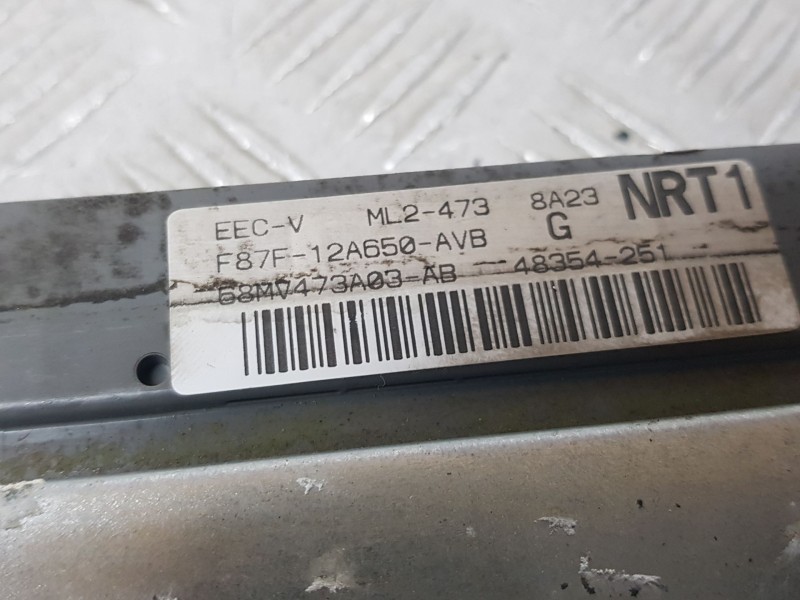 EEC-V ML2-473 8A23 NRT1
F87F-12A650-AVB G
68MV473A03-AB 48354-251